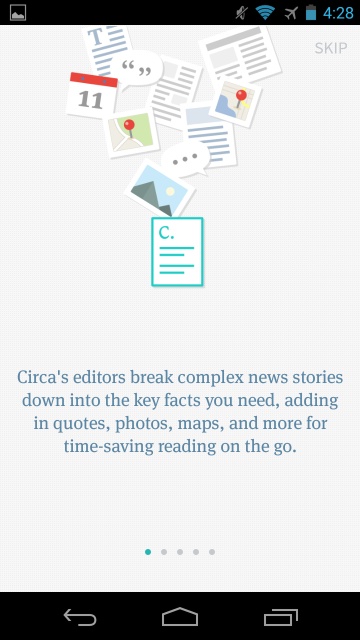 4:28
SKIP
T
“ ”
11
C.
Circa's editors break complex news stories
down into the key facts you need, adding
in quotes, photos, maps, and more for
time-saving reading on the go.